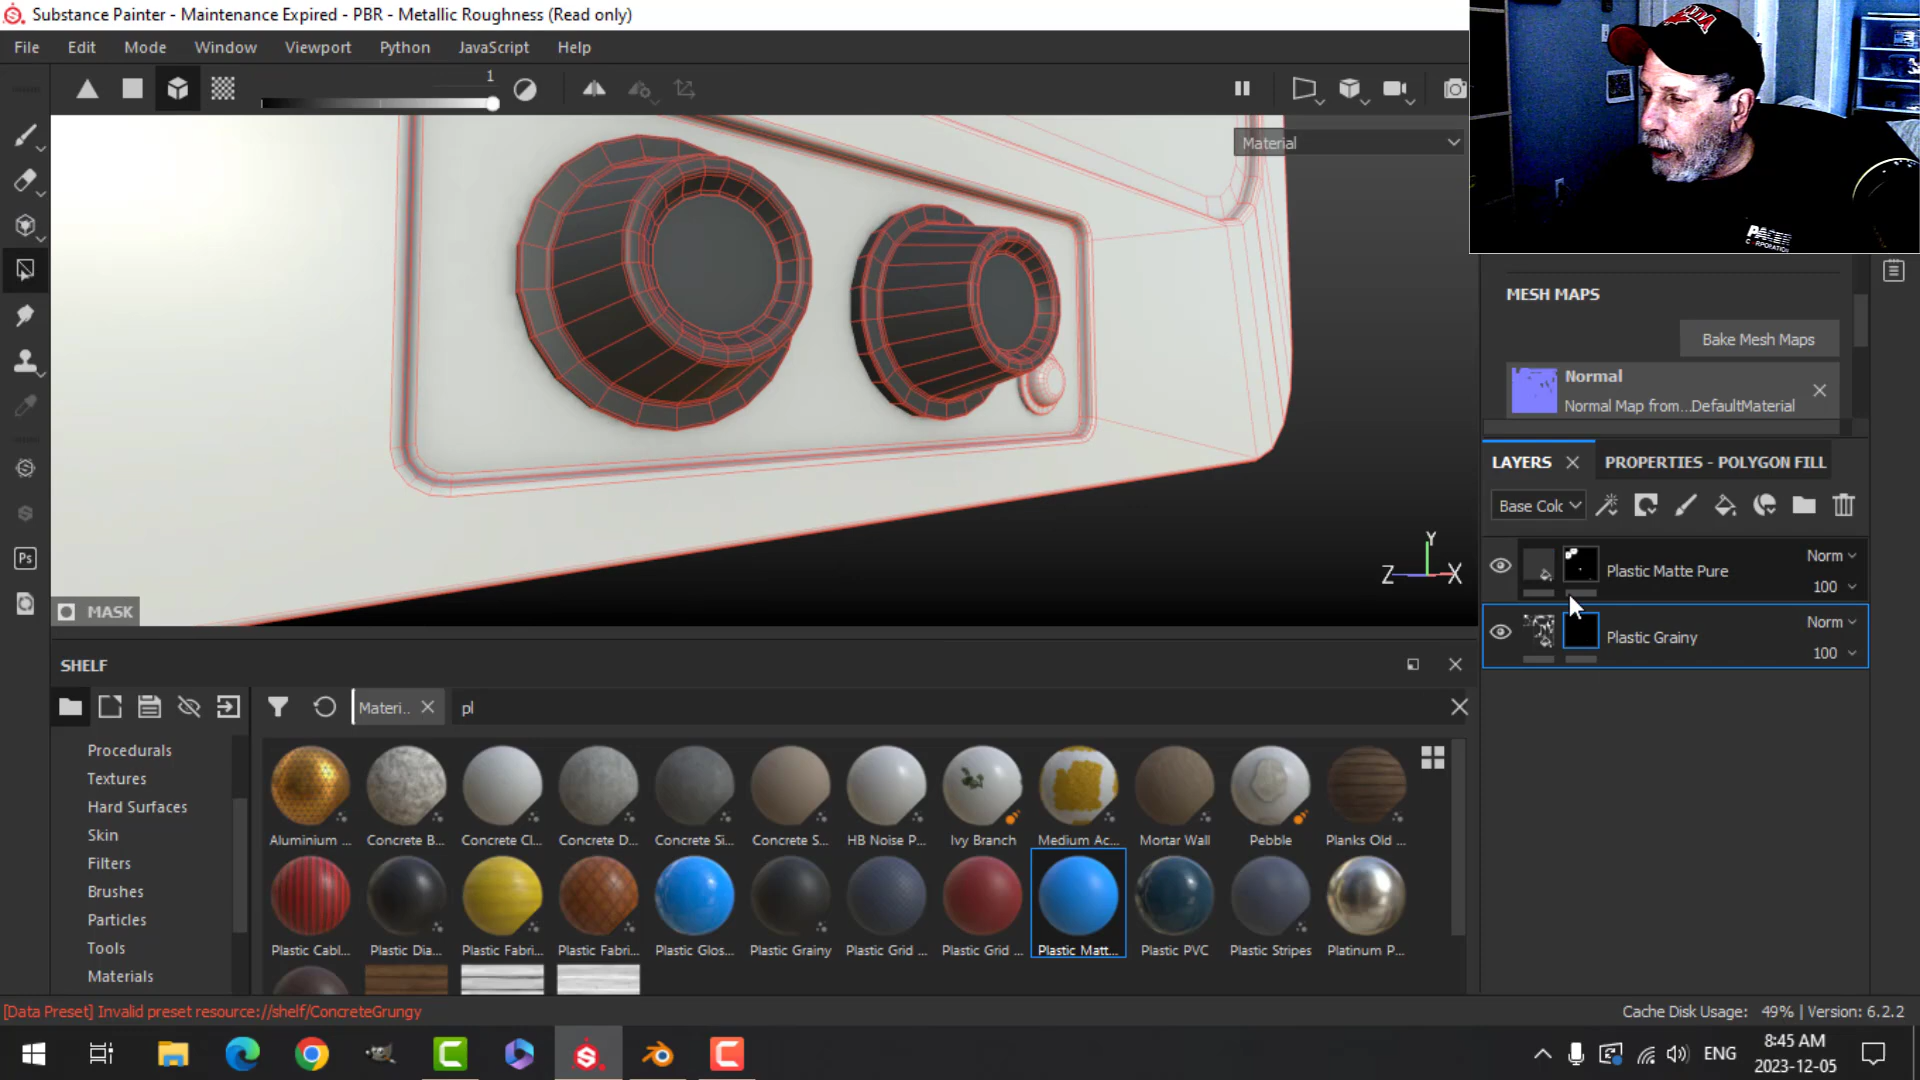 Substance Painter - Maintenance Expired - PBR - Metallic Roughness (Read only)
File Edit Mode Window Viewport Python JavaScript Help
1
Material
PACER
CORPORATION
MESH MAPS
Bake Mesh Maps
Normal
Normal Map from...DefaultMaterial
LAYERS
PROPERTIES - POLYGON FILL
Base Colc
Plastic Matte Pure
Norm
100
Plastic Grainy
Norm
100
Y
Z
X
MASK
SHELF
Materi..
pl
Procedurals
Textures
Hard Surfaces
Skin
Filters
Brushes
Particles
Tools
Materials
Aluminium ... Concrete B... Concrete Cl... Concrete D... Concrete Si... Concrete S... HB Noise P... Ivy Branch Medium Ac... Mortar Wall Pebble Planks Old ...
Plastic Cabl... Plastic Dia... Plastic Fabri... Plastic Fabri... Plastic Glos... Plastic Grainy Plastic Grid ... Plastic Grid ... Plastic Matt... Plastic PVC Plastic Stripes Platinum P...
[Data Preset] Invalid preset resource://shelf/ConcreteGrungy
Cache Disk Usage: 49% | Version: 6.2.2
Ps
ENG
8:45 AM
2023-12-05